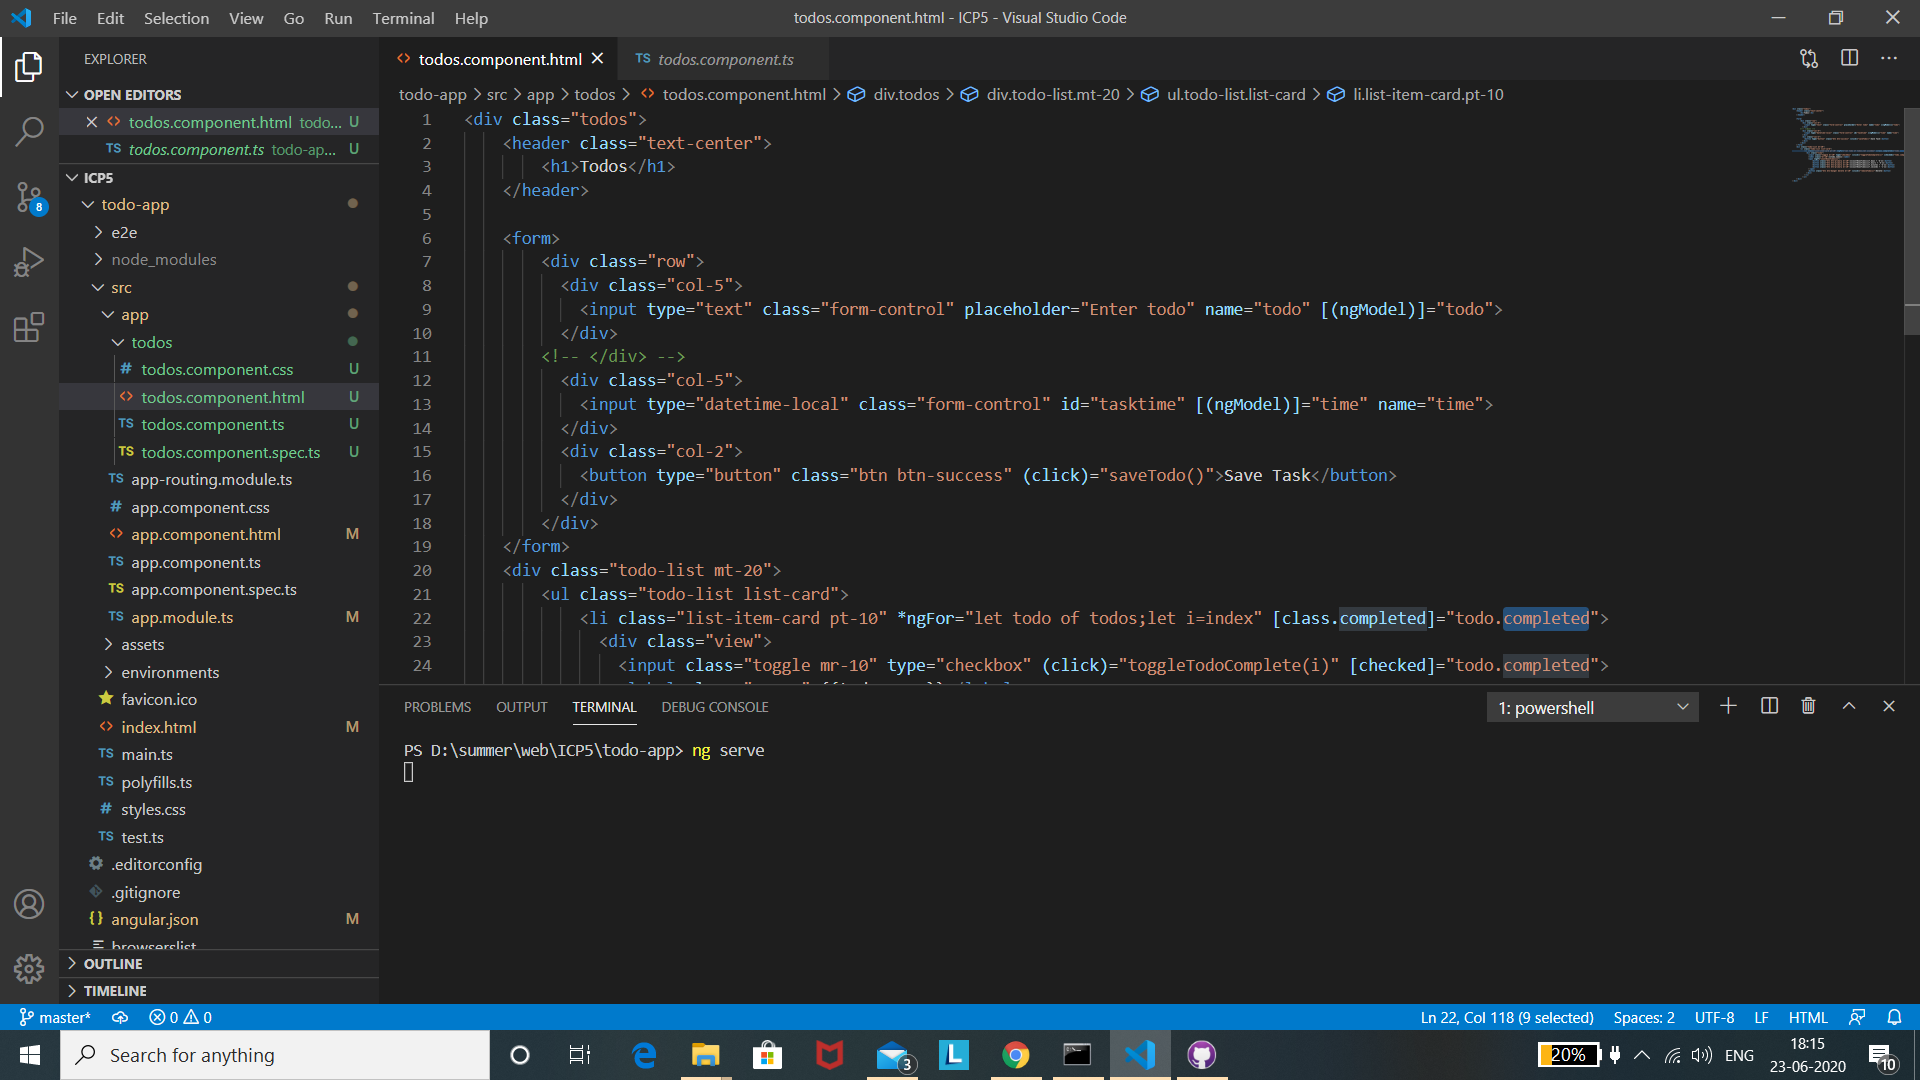 File Edit Selection View Go Run Terminal Help
todos.component.html - ICP5 - Visual Studio Code
EXPLORER
OPEN EDITORS
todos.component.html todo... U
TS todos.component.ts todo-ap... U
ICP5
todo-app
e2e
node_modules
src
app
todos
# todos.component.css U
<> todos.component.html U
TS todos.component.ts U
TS todos.component.spec.ts U
TS app-routing.module.ts
# app.component.css
<> app.component.html M
TS app.component.ts
TS app.component.spec.ts
TS app.module.ts M
assets
environments
favicon.ico
<> index.html M
TS main.ts
TS polyfills.ts
# styles.css
TS test.ts
.editorconfig
.gitignore
{} angular.json M
browserslist
OUTLINE
TIMELINE
8
<> todos.component.html
TS todos.component.ts
todo-app > src > app > todos > <> todos.component.html > div.todos > div.todo-list.mt-20 > ul.todo-list.list-card > li.list-item-card.pt-10
1 <div class="todos">
2 <header class="text-center">
3 <h1>Todos</h1>
4 </header>
5
6 <form>
7 <div class="row">
8 <div class="col-5">
9 <input type="text" class="form-control" placeholder="Enter todo" name="todo" [(ngModel)]="todo">
10 </div>
11 <!-- </div> -->
12 <div class="col-5">
13 <input type="datetime-local" class="form-control" id="tasktime" [(ngModel)]="time" name="time">
14 </div>
15 <div class="col-2">
16 <button type="button" class="btn btn-success" (click)="saveTodo()">Save Task</button>
17 </div>
18 </div>
19 </form>
20 <div class="todo-list mt-20">
21 <ul class="todo-list list-card">
22 <li class="list-item-card pt-10" *ngFor="let todo of todos;let i=index" [class.completed]="todo.completed">
23 <div class="view">
24 <input class="toggle mr-10" type="checkbox" (click)="toggleTodoComplete(i)" [checked]="todo.completed">
PROBLEMS OUTPUT TERMINAL DEBUG CONSOLE
1: powershell
PS D:\summer\web\ICP5\todo-app> ng serve
master* 0 0
Ln 22, Col 118 (9 selected) Spaces: 2 UTF-8 LF HTML
Search for anything
3
L
20%
ENG
18:15
23-06-2020
10